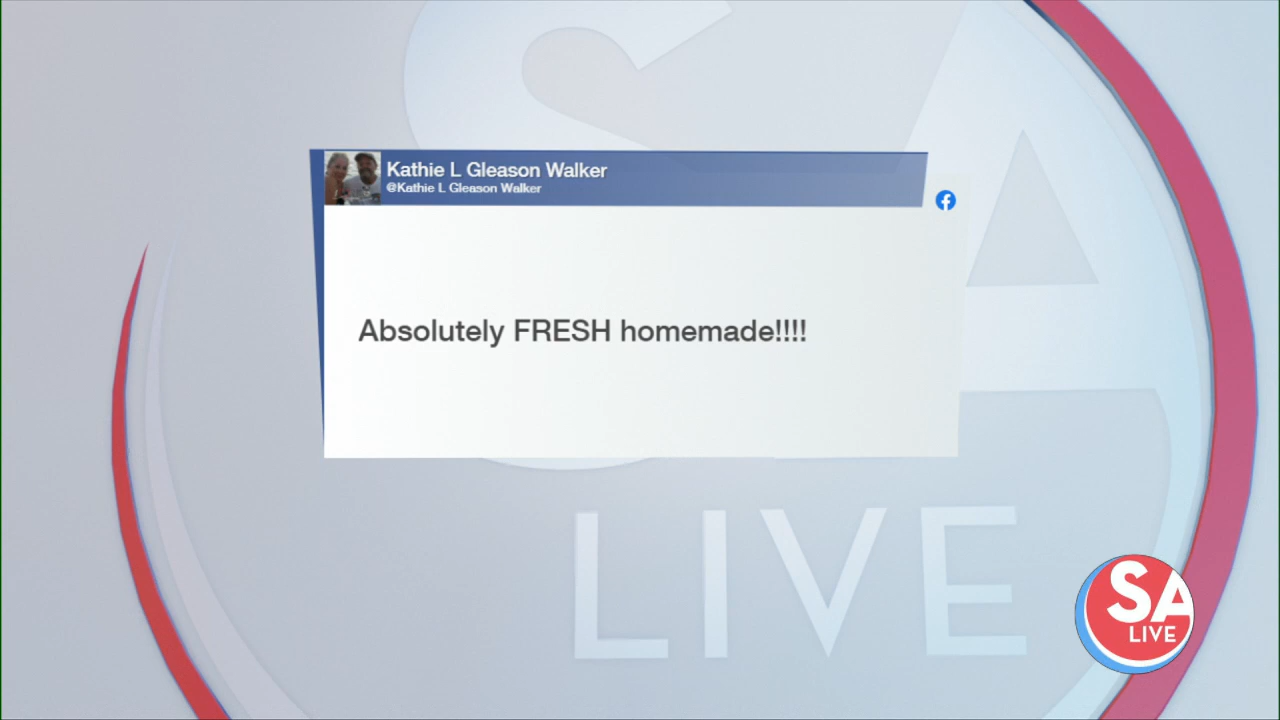 Kathie L Gleason Walker
@Kathie L Gleason Walker
Absolutely FRESH homemade!!!!
SA
LIVE
SA
LIVE